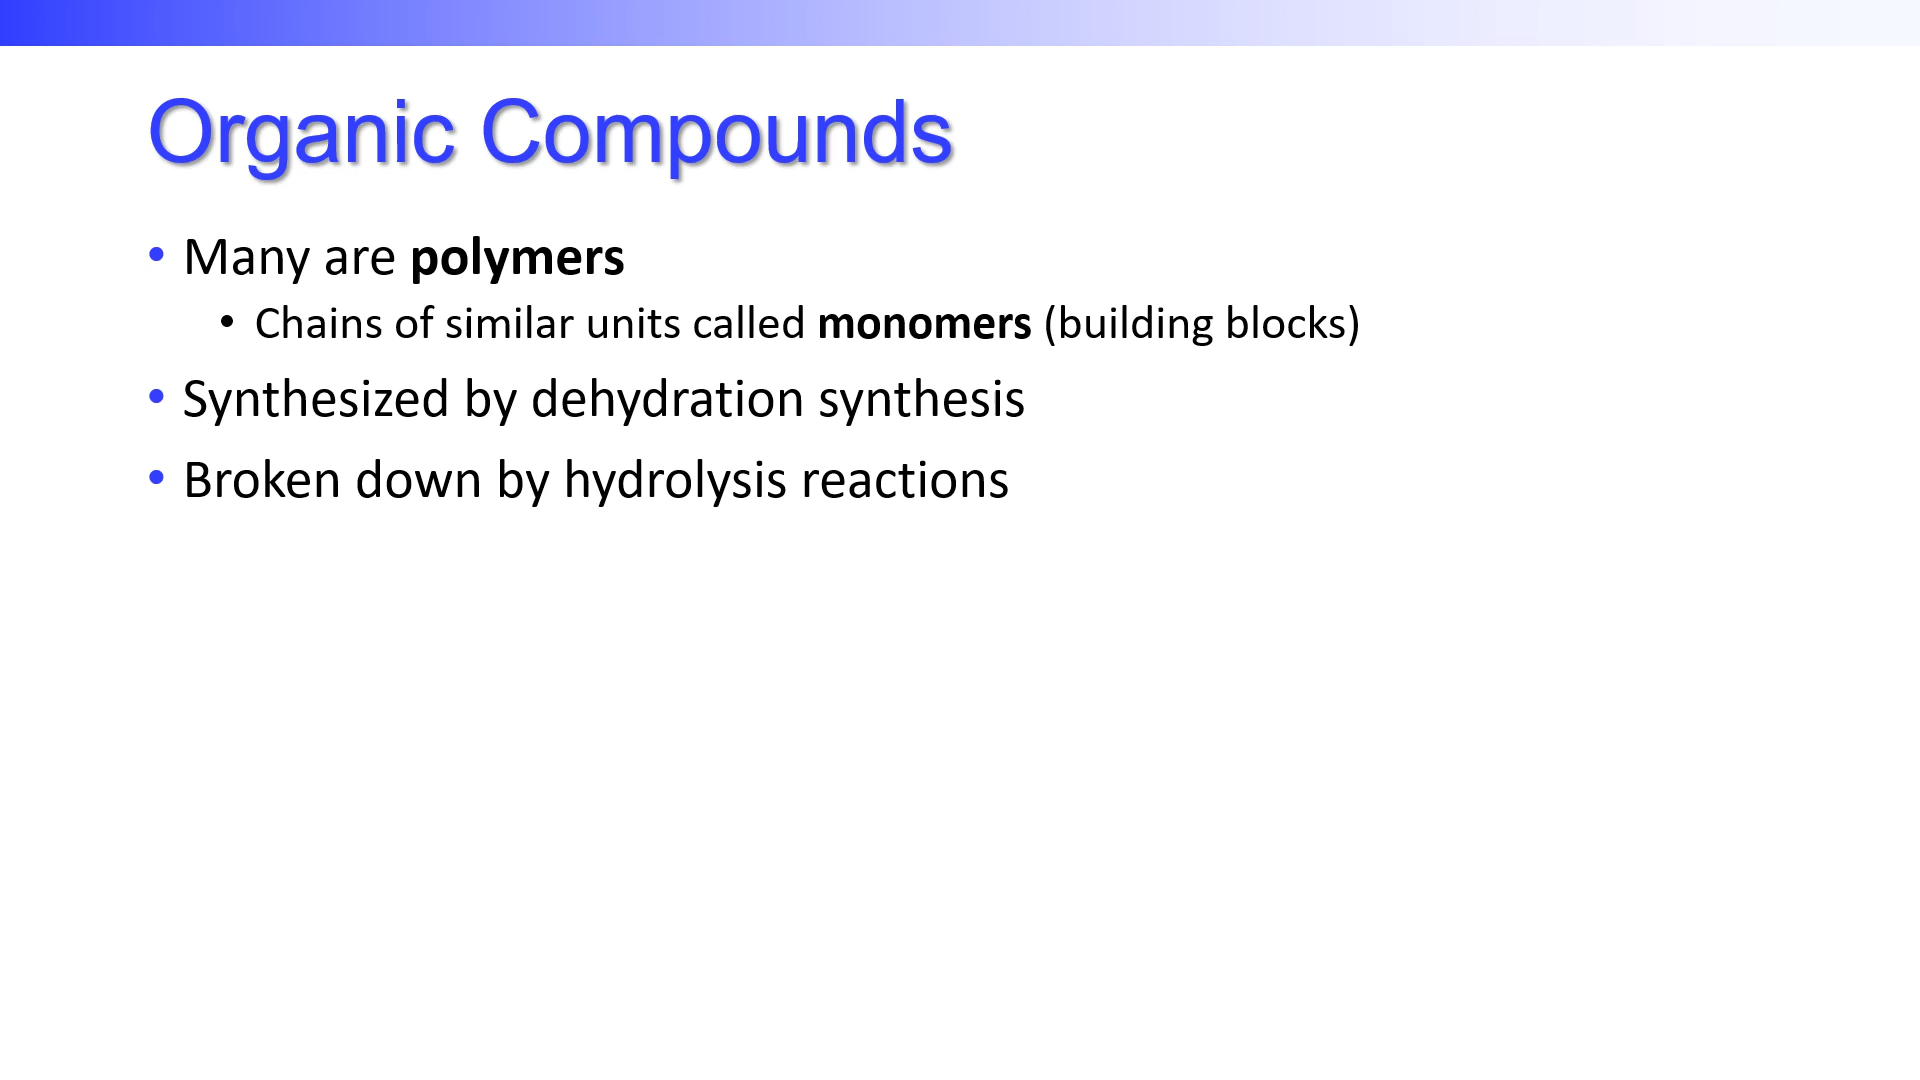 Organic Compounds
• Many are polymers
• Chains of similar units called monomers (building blocks)
• Synthesized by dehydration synthesis
• Broken down by hydrolysis reactions